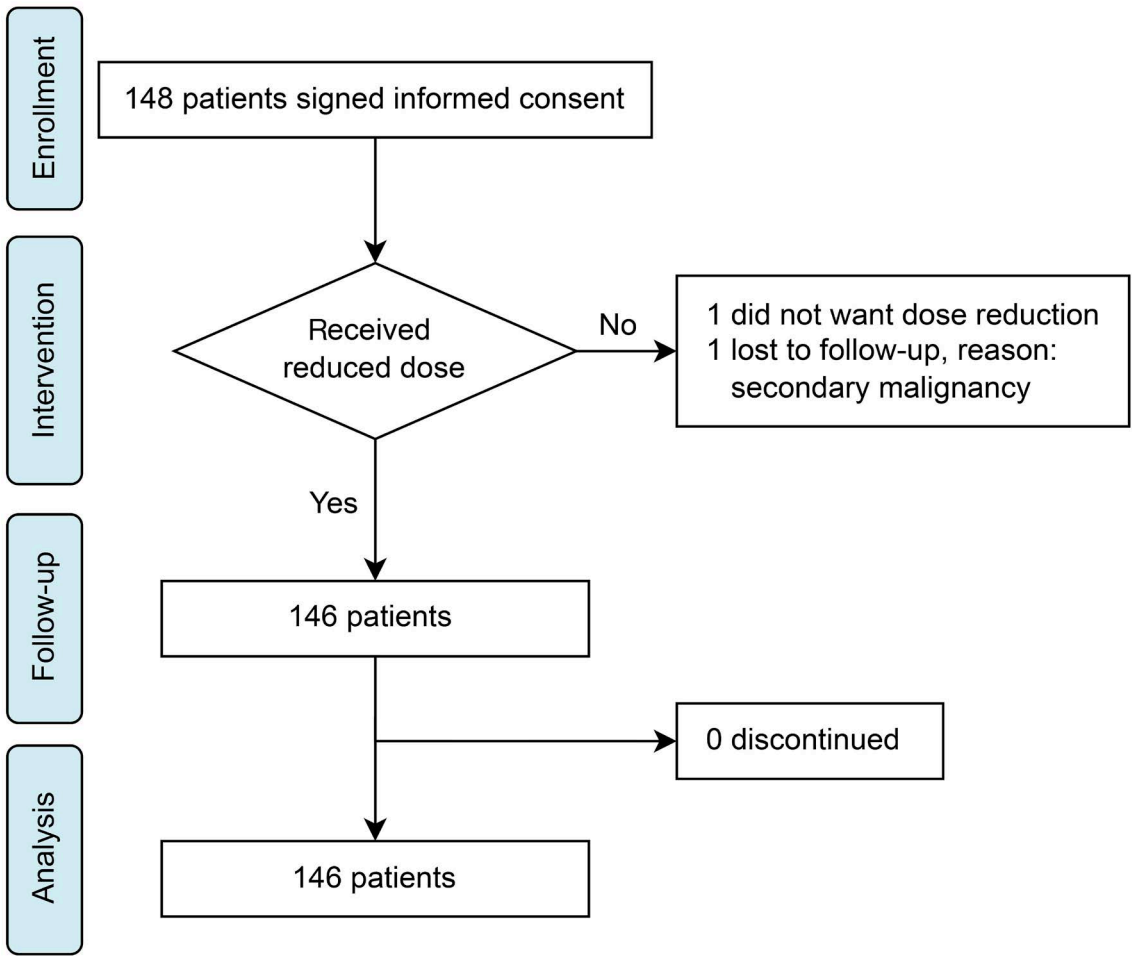 Enrollment
148 patients signed informed consent
Intervention
Received
reduced dose
No
1 did not want dose reduction
1 lost to follow-up, reason:
secondary malignancy
Yes
Follow-up
146 patients
0 discontinued
Analysis
146 patients